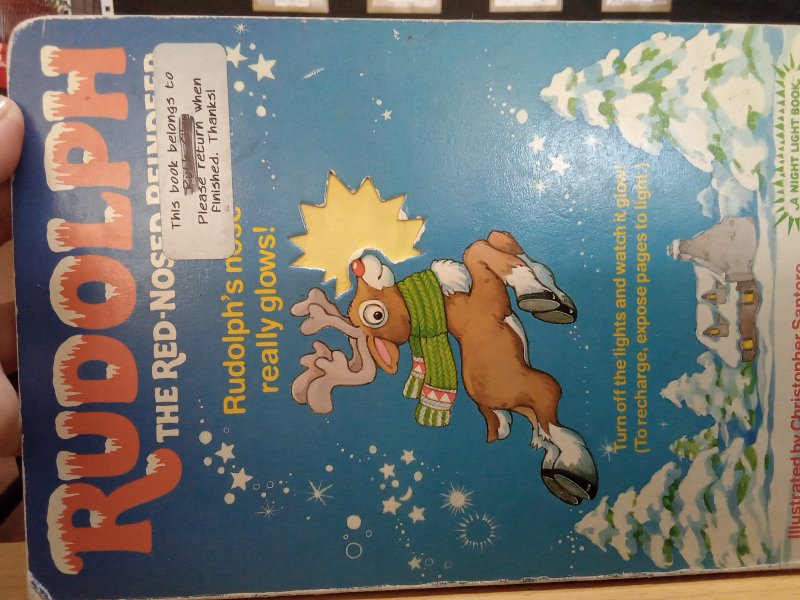 RUDOLPH
THE RED-NOSED REINDEER
This book belongs to
Please return when
finished. Thanks!
Rudolph's nose
really glows!
Turn off the lights and watch it glow!
(To recharge, expose pages to light.)
A NIGHT LIGHT BOOK
Illustrated by Christopher Santoro